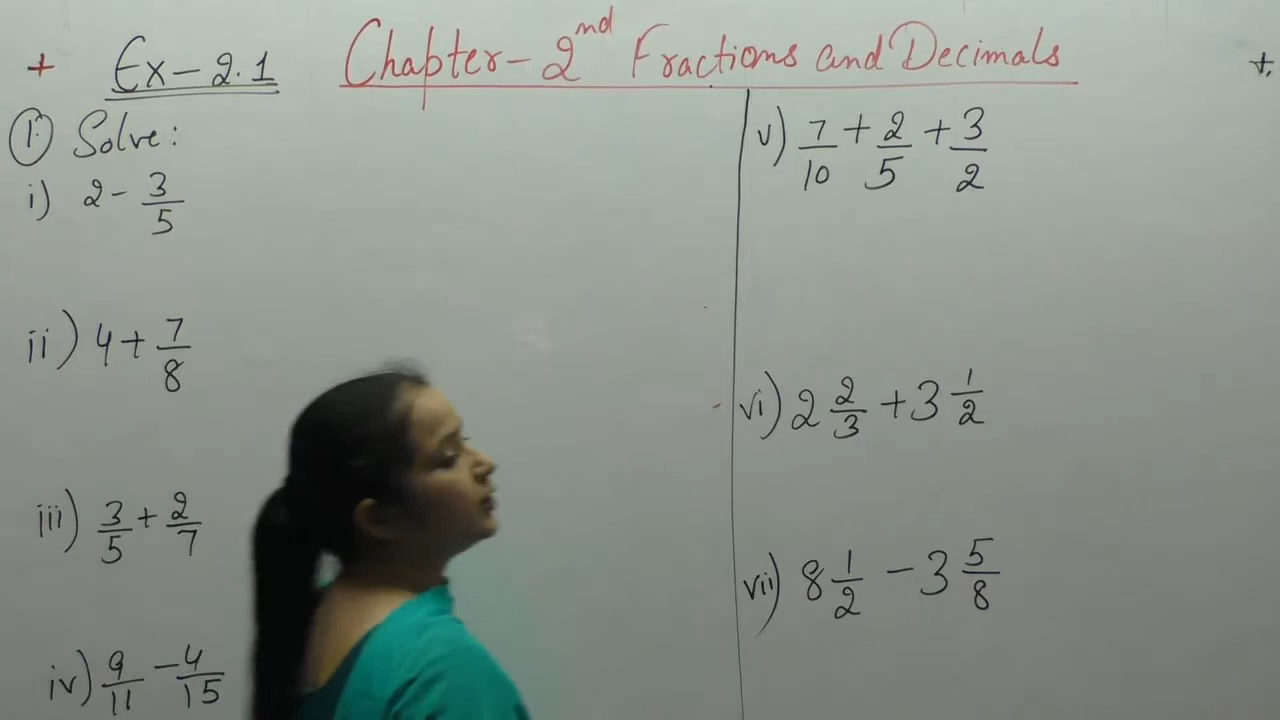 + Ex-2.1 Chapter-2nd Fractions and Decimals +.
① Solve:
i) 2 - 3/5
ii) 4 + 7/8
iii) 3/5 + 2/7
iv) 9/11 - 4/15
v) 7/10 + 2/5 + 3/2
vi) 2 2/3 + 3 1/2
vii) 8 1/2 - 3 5/8